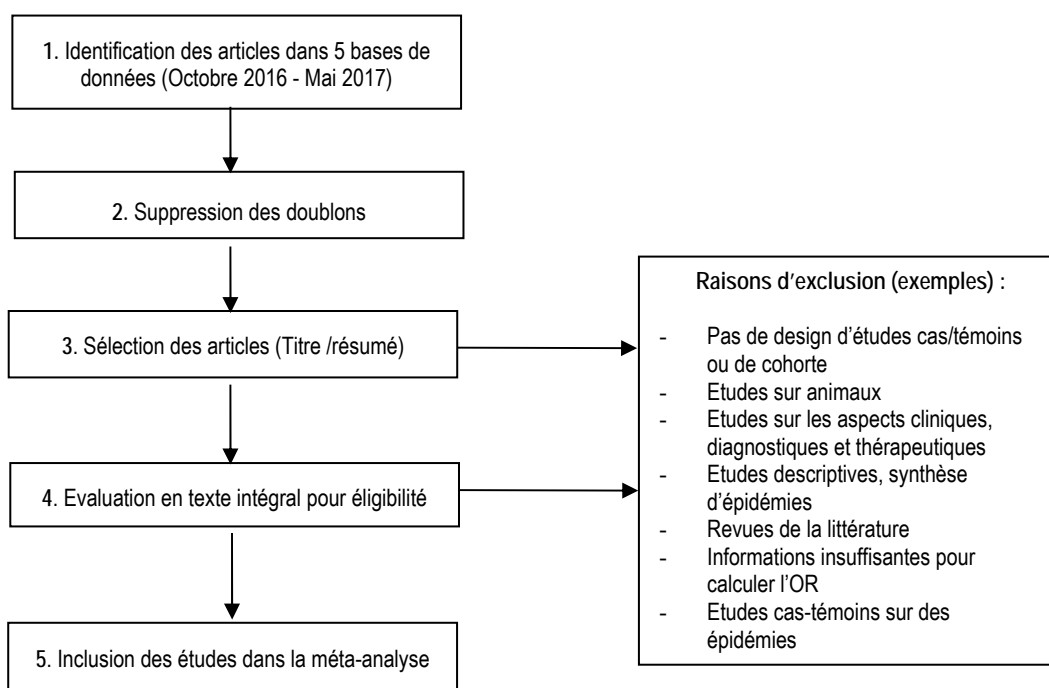 1. Identification des articles dans 5 bases de
données (Octobre 2016 - Mai 2017)
2. Suppression des doublons
3. Sélection des articles (Titre /résumé)
4. Evaluation en texte intégral pour éligibilité
5. Inclusion des études dans la méta-analyse
Raisons d'exclusion (exemples) :
- Pas de design d'études cas/témoins
ou de cohorte
- Etudes sur animaux
- Etudes sur les aspects cliniques,
diagnostiques et thérapeutiques
- Etudes descriptives, synthèse
d'épidémies
- Revues de la littérature
- Informations insuffisantes pour
calculer l'OR
- Etudes cas-témoins sur des
épidémies